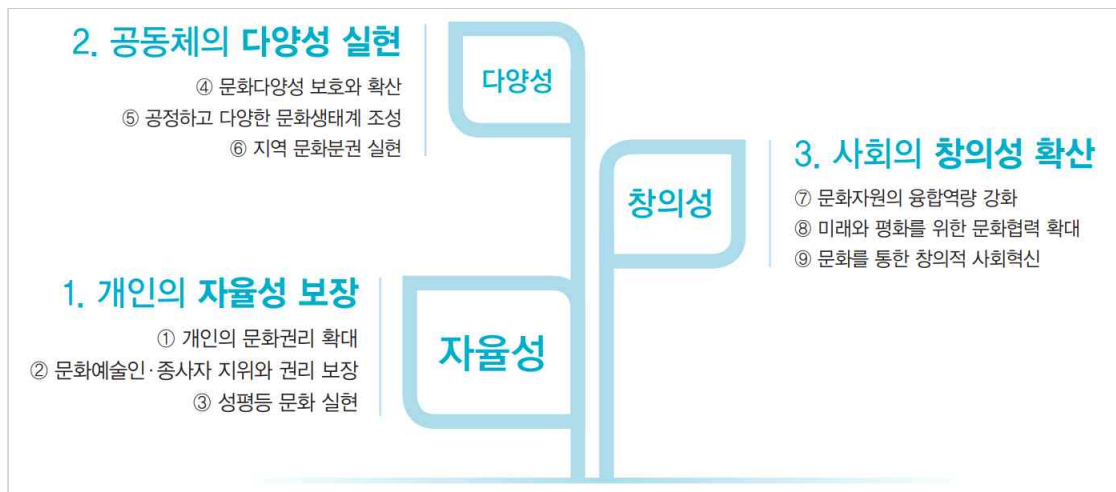 2. 공동체의 다양성 실현
④ 문화다양성 보호와 확산
⑤ 공정하고 다양한 문화생태계 조성
⑥ 지역 문화분권 실현
다양성
3. 사회의 창의성 확산
⑦ 문화자원의 융합역량 강화
⑧ 미래와 평화를 위한 문화협력 확대
⑨ 문화를 통한 창의적 사회혁신
창의성
1. 개인의 자율성 보장
① 개인의 문화권리 확대
② 문화예술인·종사자 지위와 권리 보장
③ 성평등 문화 실현
자율성